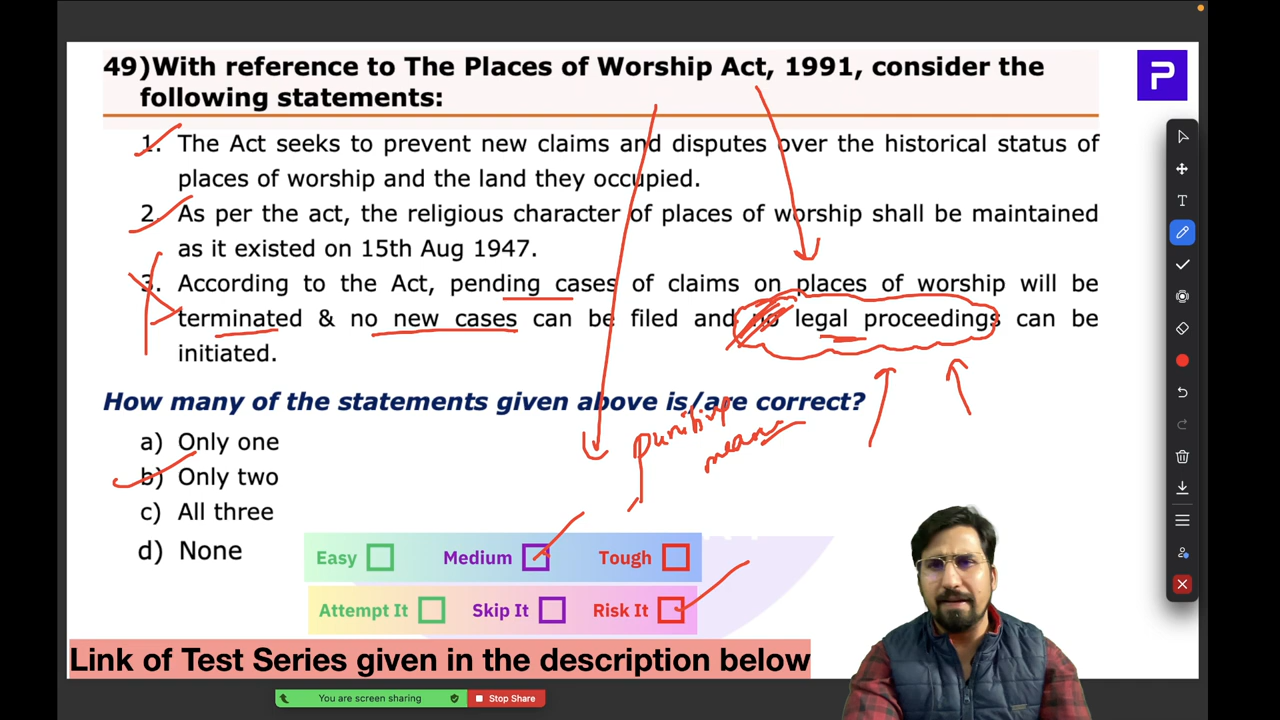 49)With reference to The Places of Worship Act, 1991, consider the
following statements:
P
1. The Act seeks to prevent new claims and disputes over the historical status of
places of worship and the land they occupied.
2. As per the act, the religious character of places of worship shall be maintained
as it existed on 15th Aug 1947.
3. According to the Act, pending cases of claims on places of worship will be
terminated & no new cases can be filed and no legal proceedings can be
initiated.
How many of the statements given above is/are correct?
a) Only one
punitive
b) Only two
c) All three
d) None
Easy Medium Tough
Attempt It Skip It Risk It
Link of Test Series given in the description below
You are screen sharing Stop Share